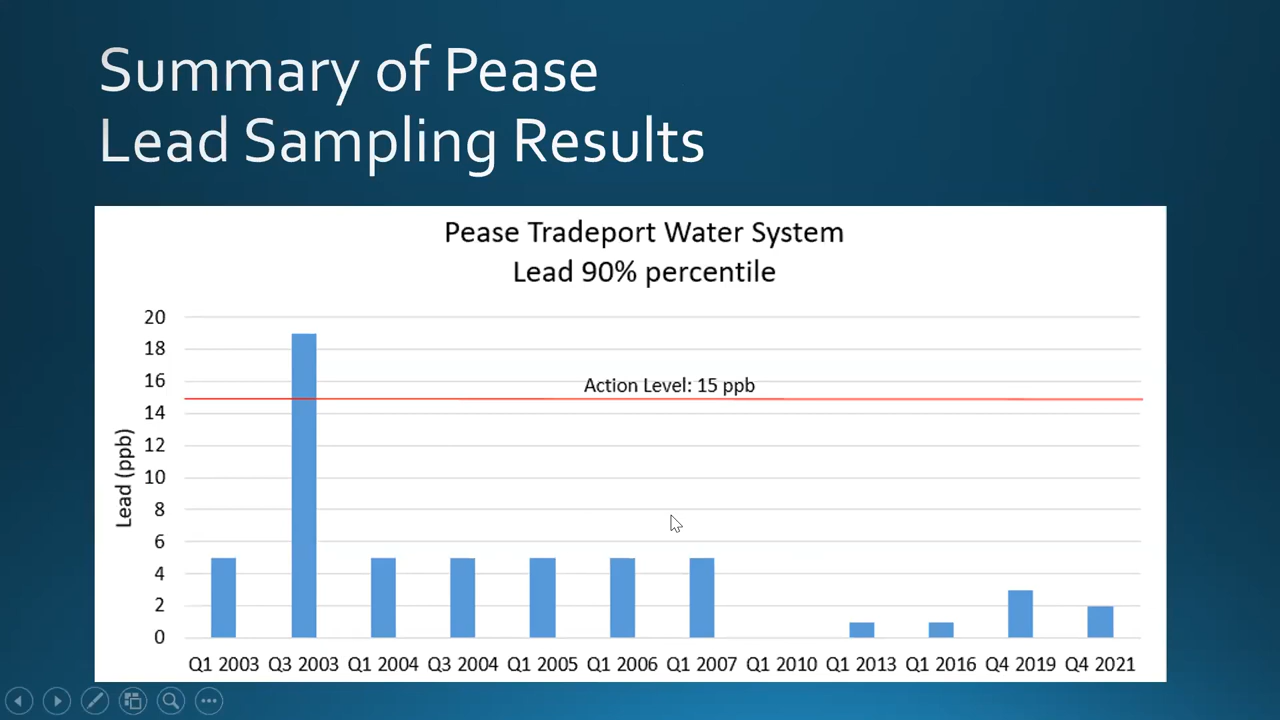 Summary of Pease
Lead Sampling Results
Pease Tradeport Water System
Lead 90% percentile
20
18
16
14
12
10
8
6
4
2
0
Lead (ppb)
Action Level: 15 ppb
Q1 2003 Q3 2003 Q1 2004 Q3 2004 Q1 2005 Q1 2006 Q1 2007 Q1 2010 Q1 2013 Q1 2016 Q4 2019 Q4 2021